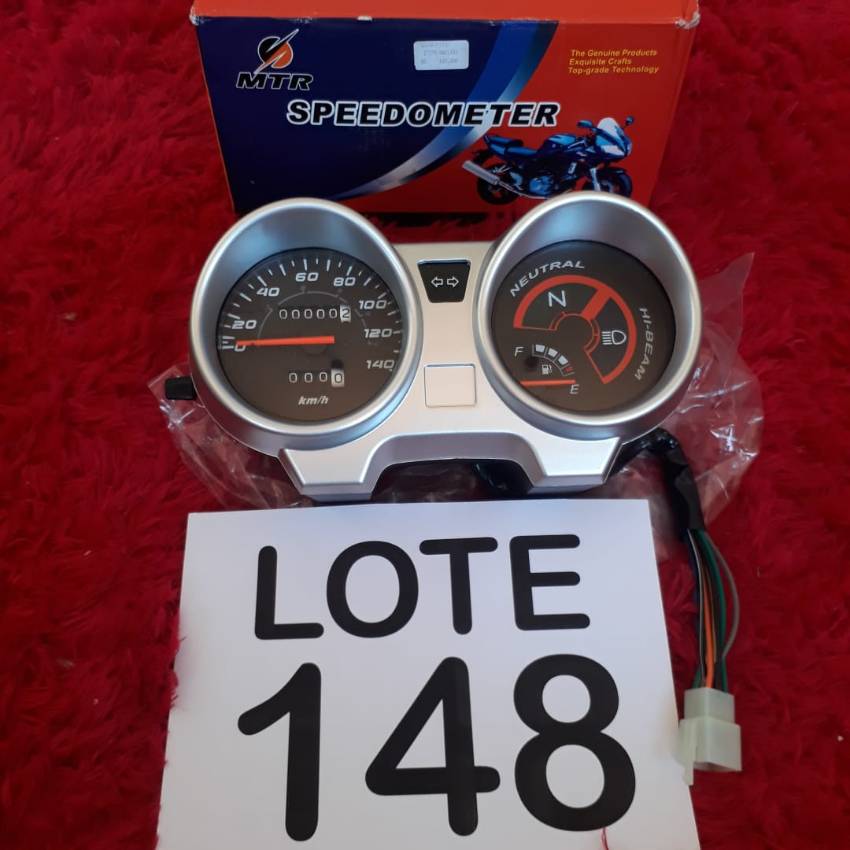 MTR
SPEEDOMETER
The Genuine Products
Exquisite Crafts
Top-grade Technology
0 20 40 60 80 100 120 140
000002
0000
km/h
NEUTRAL
N
HI-BEAM
F
E
LOTE
148